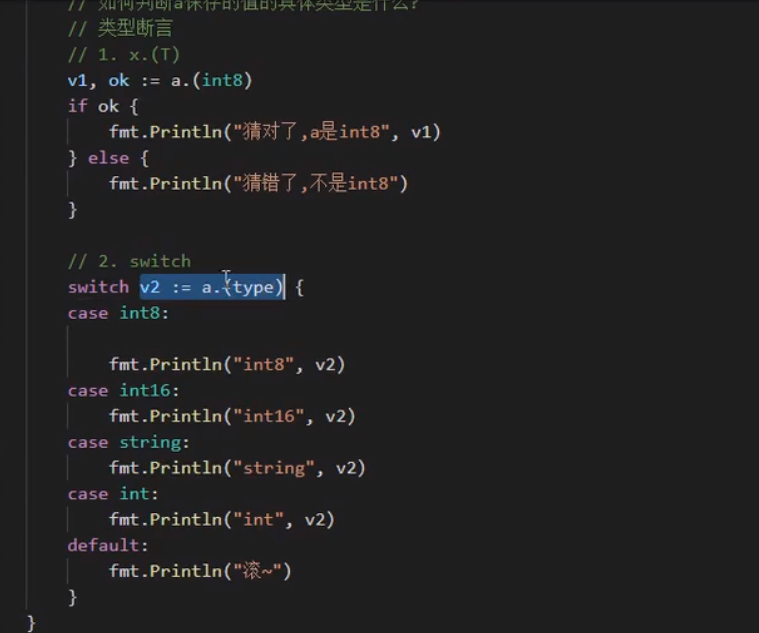 // 如何判断a保存的值的具体类型是什么?
// 类型断言
// 1. x.(T)
v1, ok := a.(int8)
if ok {
fmt.Println("猜对了,a是int8", v1)
} else {
fmt.Println("猜错了,不是int8")
}
// 2. switch
switch v2 := a.(type) {
case int8:
fmt.Println("int8", v2)
case int16:
fmt.Println("int16", v2)
case string:
fmt.Println("string", v2)
case int:
fmt.Println("int", v2)
default:
fmt.Println("滚~")
}
}